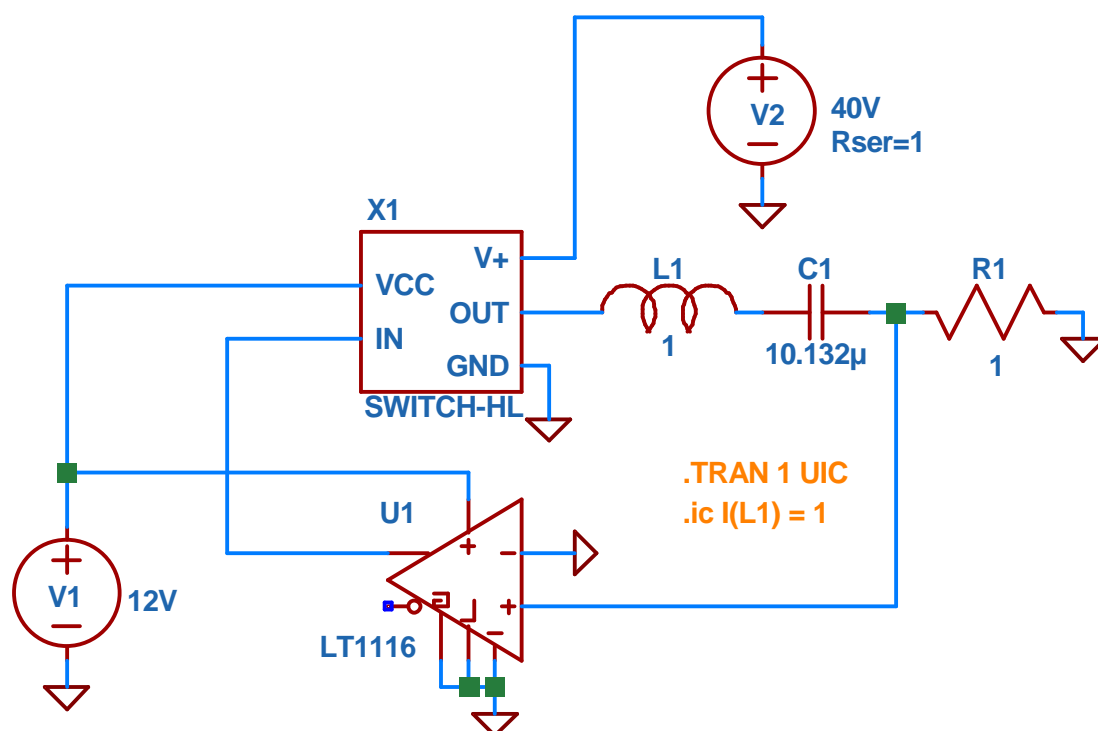 V2
40V
Rser=1
X1
V+
VCC
OUT
IN
GND
SWITCH-HL
L1
1
C1
10.132µ
R1
1
.TRAN 1 UIC
.ic I(L1) = 1
U1
V1
12V
LT1116